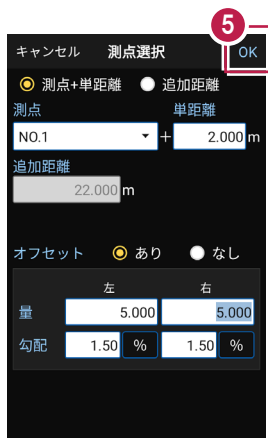 5
キャンセル 測点選択 OK
測点+単距離 追加距離
測点 単距離
NO.1 + 2.000 m
追加距離
22.000 m
オフセット あり なし
左 右
量 5.000 5.000
勾配 1.50 % 1.50 %